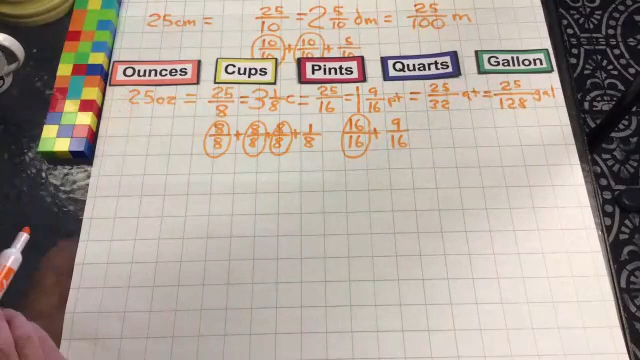 25cm = 25/10 = 2 5/10 dm = 25/100 m
10/10 + 10/10 + 5/10
Ounces Cups Pints Quarts Gallon
25oz = 25/8 = 3 1/8 c = 25/16 = 1 9/16 pt = 25/32 qt = 25/128 gal
8/8 + 8/8 + 8/8 + 1/8 16/16 + 9/16